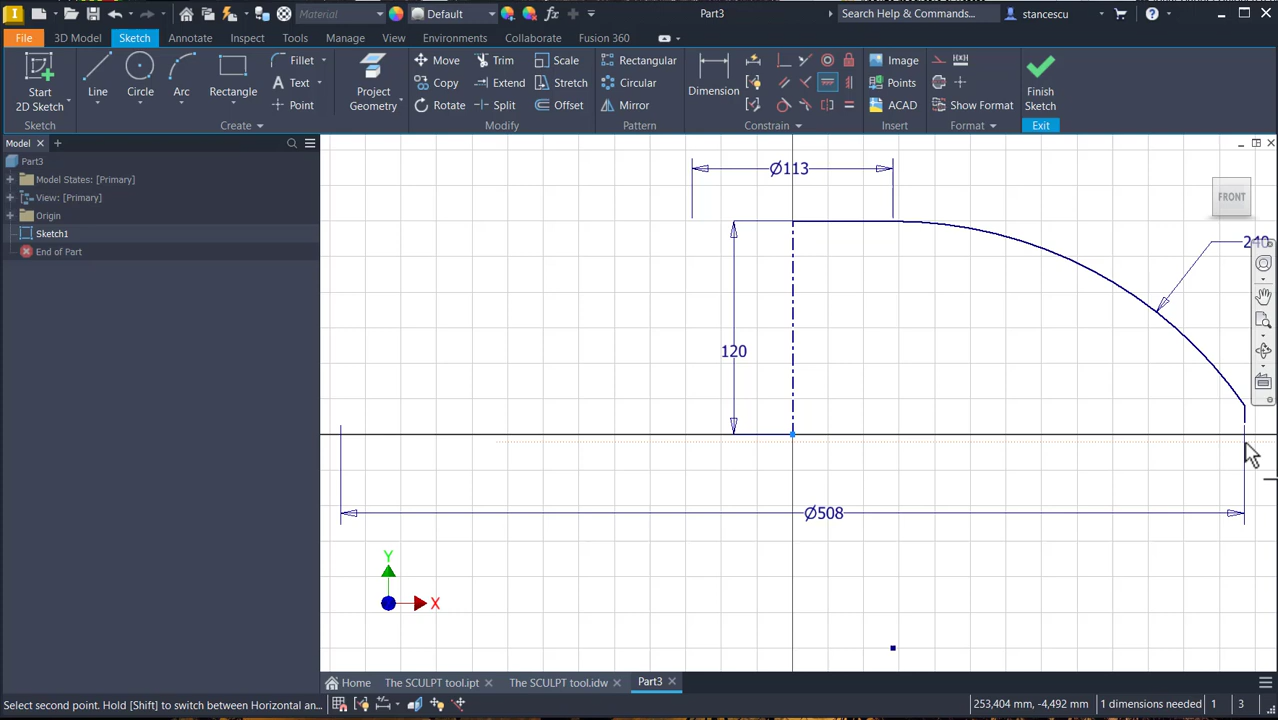 Material Default Part3 Search Help & Commands... stancescu
File 3D Model Sketch Annotate Inspect Tools Manage View Environments Collaborate Fusion 360
Start 2D Sketch
Line
Circle
Arc
Rectangle
Fillet
Text
Point
Project Geometry
Move
Copy
Rotate
Trim
Extend
Split
Scale
Stretch
Offset
Rectangular
Circular
Mirror
Dimension
Image
Points
ACAD
Show Format
Finish Sketch
Sketch Create Modify Pattern Constrain Insert Format Exit
Model
Part3
Model States: [Primary]
View: [Primary]
Origin
Sketch1
End of Part
Ø113
FRONT
240
120
Ø508
Y
X
Home The SCULPT tool.ipt The SCULPT tool.idw Part3
Select second point. Hold [Shift] to switch between Horizontal an... 253,404 mm, -4,492 mm 1 dimensions needed 1 3